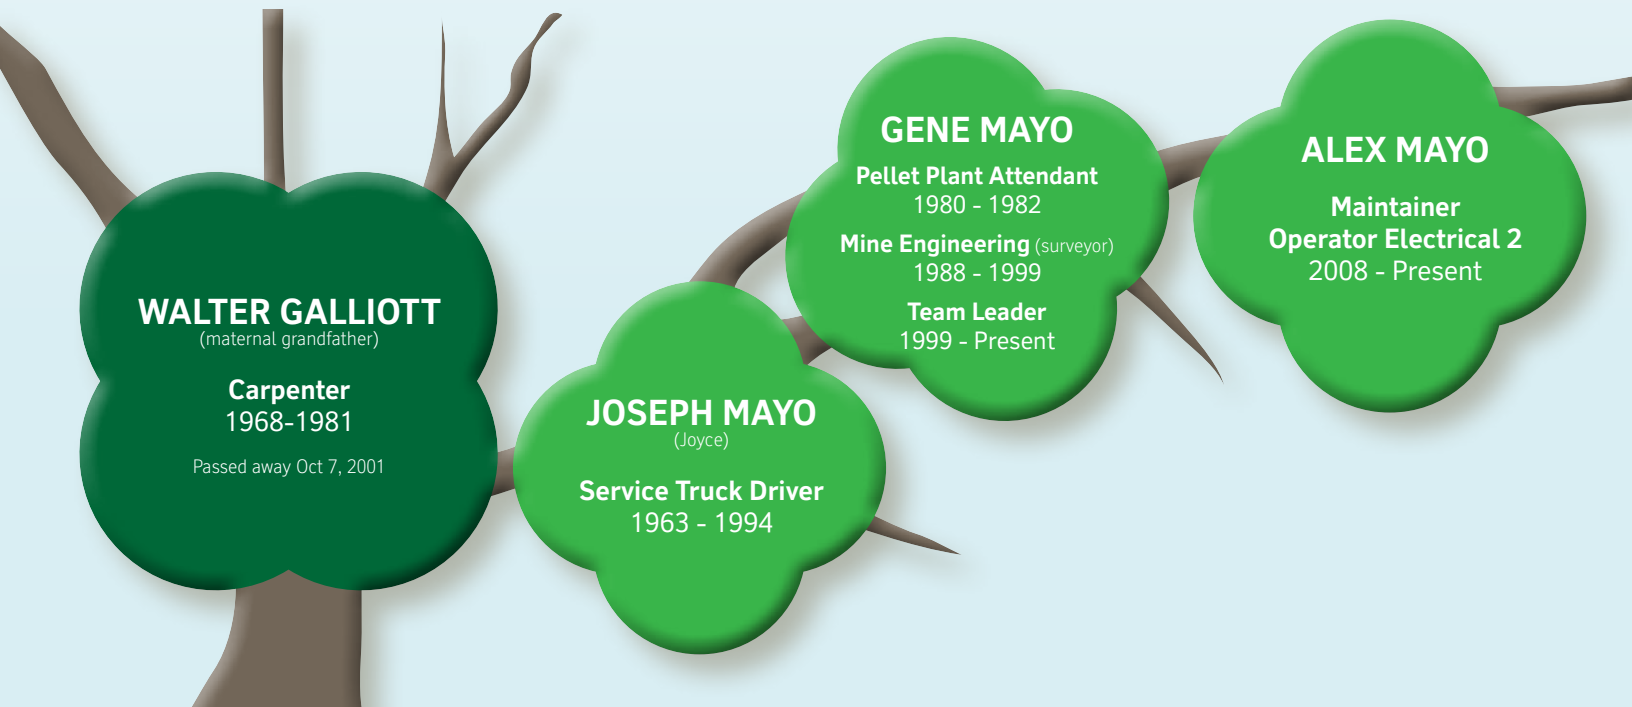 WALTER GALLIOTT
(maternal grandfather)
Carpenter
1968-1981
Passed away Oct 7, 2001
JOSEPH MAYO
(Joyce)
Service Truck Driver
1963 - 1994
GENE MAYO
Pellet Plant Attendant
1980 - 1982
Mine Engineering (surveyor)
1988 - 1999
Team Leader
1999 - Present
ALEX MAYO
Maintainer
Operator Electrical 2
2008 - Present